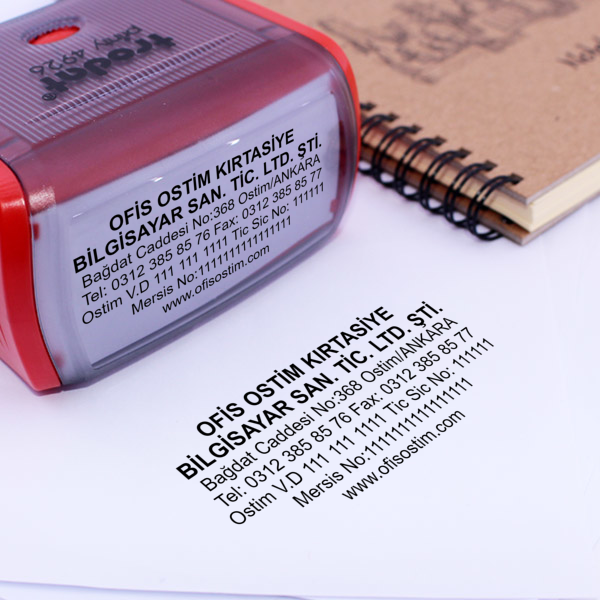 trodat®
Printy 4926
OFİS OSTİM KIRTASİYE
BİLGİSAYAR SAN. TİC. LTD. ŞTİ.
Bağdat Caddesi No:368 Ostim/ANKARA
Tel: 0312 385 85 76 Fax: 0312 385 85 77
Ostim V.D 111 111 1111 Tic Sic No: 111111
Mersis No:1111111111111111
www.ofisostim.com
OFİS OSTİM KIRTASİYE
BİLGİSAYAR SAN. TİC. LTD. ŞTİ.
Bağdat Caddesi No:368 Ostim/ANKARA
Tel: 0312 385 85 76 Fax: 0312 385 85 77
Ostim V.D 111 111 1111 Tic Sic No: 111111
Mersis No:1111111111111111
www.ofisostim.com